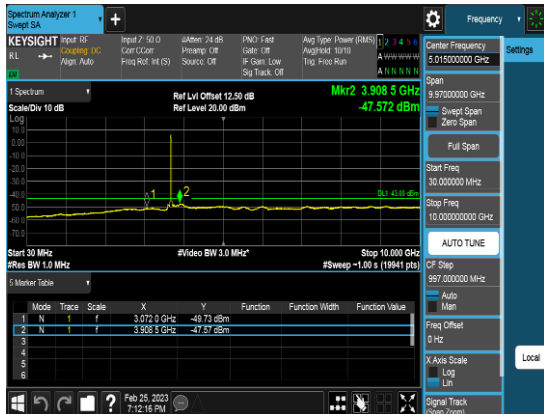 Spectrum Analyzer 1
Swept SA
+
Frequency
KEYSIGHT
RL
Input: RF
Coupling: DC
Align: Auto
Input Z: 50 Ω
Corr CCorr
Freq Ref: Int (S)
#Atten: 24 dB
Preamp: Off
Source: Off
PNO: Fast
Gate: Off
IF Gain: Low
Sig Track: Off
Avg Type: Power (RMS)
Avg|Hold: 10/10
Trig: Free Run
1 2 3 4 5 6
A W W W W W
A N N N N N
Center Frequency
5.015000000 GHz
Settings
Span
9.97000000 GHz
Swept Span
Zero Span
Full Span
Start Freq
30.000000 MHz
Stop Freq
10.000000000 GHz
AUTO TUNE
CF Step
997.000000 MHz
Auto
Man
Freq Offset
0 Hz
X Axis Scale
Log
Lin
Signal Track
(Span Zoom)
Local
1 Spectrum
Scale/Div 10 dB
Ref Lvl Offset 12.50 dB
Ref Level 20.00 dBm
Mkr2 3.908 5 GHz
-47.572 dBm
Log
10.0
0.00
-10.0
-20.0
-30.0
-40.0
-50.0
-60.0
-70.0
1
2
DL1 -43.00 dBm
Start 30 MHz
#Res BW 1.0 MHz
#Video BW 3.0 MHz*
Stop 10.000 GHz
#Sweep ~1.00 s (19941 pts)
5 Marker Table
Mode Trace Scale X Y Function Function Width Function Value
1 N 1 f 3.072 0 GHz -49.73 dBm
2 N 1 f 3.908 5 GHz -47.57 dBm
3
4
5
6
?
Feb 25, 2023
7:12:16 PM